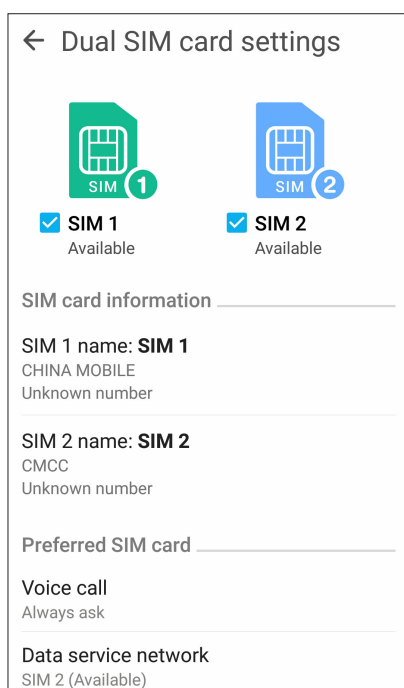 Dual SIM card settings
SIM 1
SIM 2
SIM 1
SIM 2
Available
Available
SIM card information
SIM 1 name: SIM 1
CHINA MOBILE
Unknown number
SIM 2 name: SIM 2
CMCC
Unknown number
Preferred SIM card
Voice call
Always ask
Data service network
SIM 2 (Available)